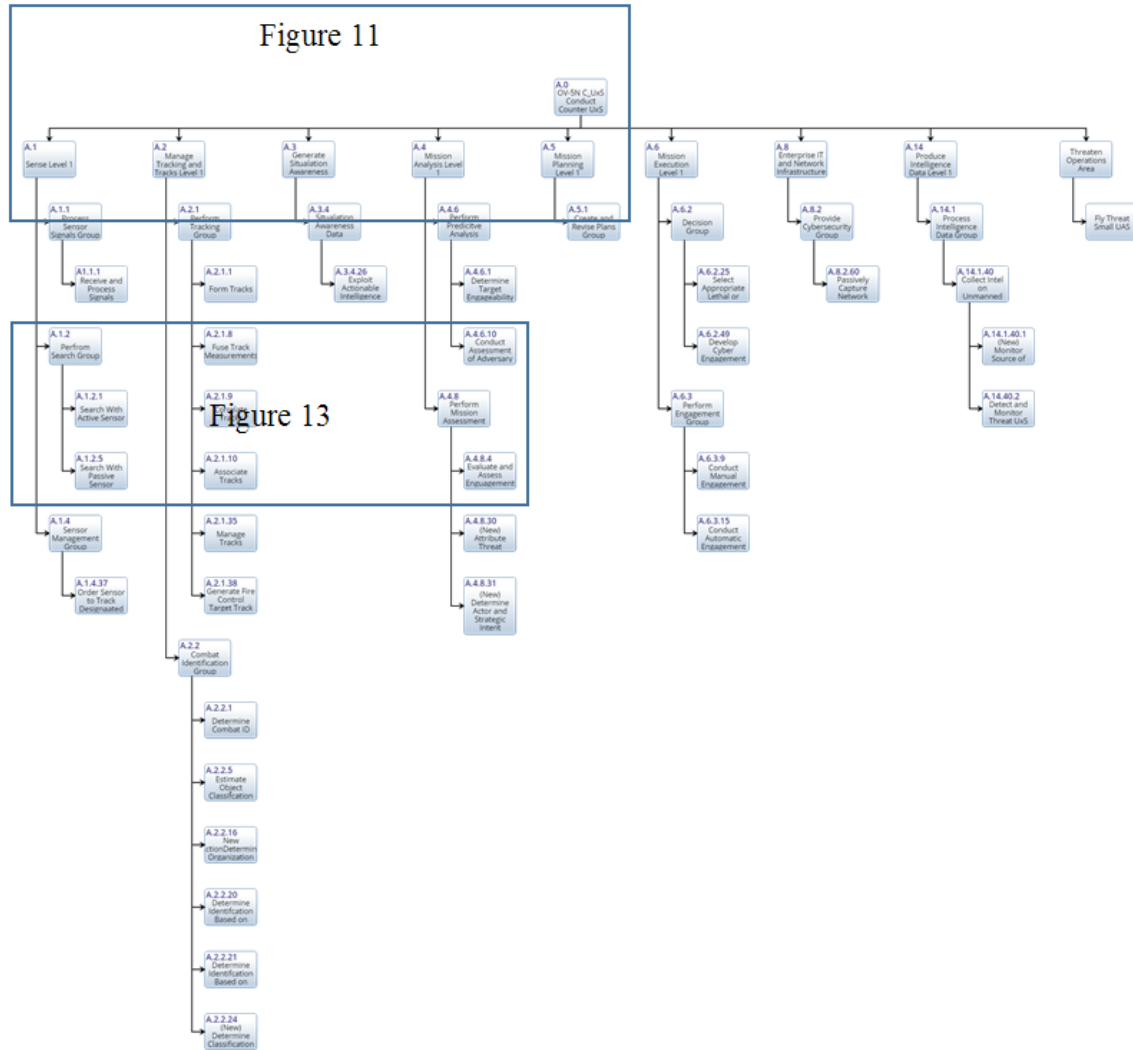 Figure 11
A.0
OV-5N C_UxS
Conduct
Counter UxS
A.1
Sense Level 1
A.2
Manage
Tracking and
Tracks Level 1
A.3
Generate
Situalation
Awareness
A.4
Mission
Analysis Level
1
A.5
Mission
Planning Level
1
A.6
Mission
Execution
Level 1
A.8
Enterprise IT
and Network
Infrastructure
A.14
Produce
Intelligence
Data Level 1
Threaten
Operations
Area
A.1.1
Process
Sensor
Signals Group
A.2.1
Perform
Tracking
Group
A.3.4
Situalation
Awareness
Data
A.4.6
Perform
Predicitve
Analysis
A.5.1
Create and
Revise Plans
Group
A.6.2
Decision
Group
A.8.2
Provide
Cybersecurity
Group
A.14.1
Process
Intelligence
Data Group
Fly Threat
Small UAS
A1.1.1
Receive and
Process
Signals
A.2.1.1
Form Tracks
A.3.4.26
Exploit
Actionable
Intelligence
A.4.6.1
Determine
Target
Engageability
A.6.2.25
Select
Appropriate
Lethal or
A.8.2.60
Passively
Capture
Network
A.14.1.40
Collect Intel
on
Unmanned
A.1.2
Perfrom
Search Group
A.2.1.8
Fuse Track
Measurements
A.4.6.10
Conduct
Assessment
of Adversary
A.6.2.49
Develop
Cyber
Engagement
A.14.1.40.1
(New)
Monitor
Source of
A.1.2.1
Search With
Active Sensor
A.2.1.9
Figure 13
A.4.8
Perform
Mission
Assessment
A.6.3
Perform
Engagement
Group
A.14.40.2
Detect and
Monitor
Threat UxS
A.1.2.5
Search With
Passive
Sensor
A.2.1.10
Associate
Tracks
A.4.8.4
Evaluate and
Assess
Enguagement
A.6.3.9
Conduct
Manual
Engagement
A.1.4
Sensor
Management
Group
A.2.1.35
Manage
Tracks
A.4.8.30
(New)
Attribute
Threat
A.6.3.15
Conduct
Automatic
Engagement
A.1.4.37
Order Sensor
to Track
Desigmaated
A.2.1.38
Generate Fire
Control
Target Track
A.4.8.31
(New)
Determine
Actor and
Strategic
Intent
A.2.2
Combat
Identification
Group
A.2.2.1
Determine
Combat ID
A.2.2.5
Estimate
Object
Classifcation
A.2.2.16
New
ctionDetermin
Organization
A.2.2.20
Determine
Identifcation
Based on
A.2.2.21
Determine
Identifcation
Based on
A.2.2.24
(New)
Determine
Classification